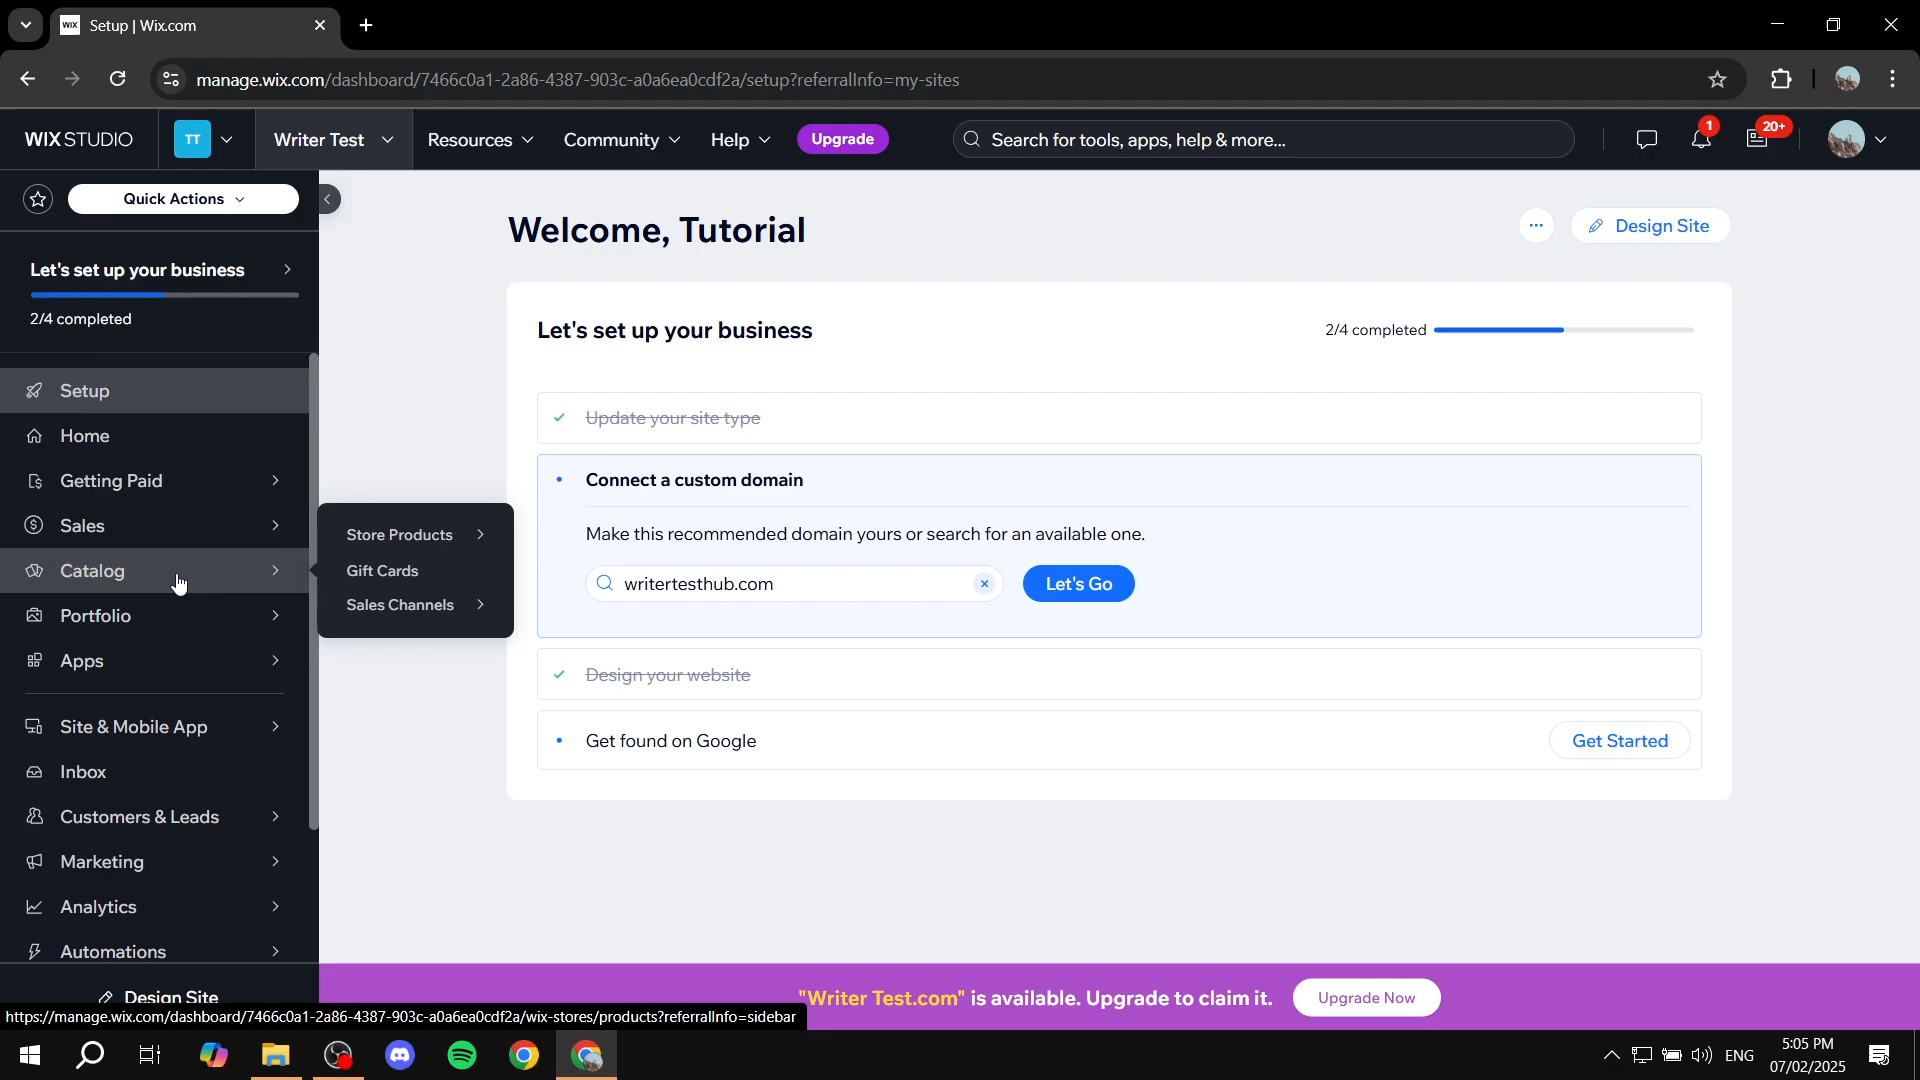 WIX Setup | Wix.com
manage.wix.com/dashboard/7466c0a1-2a86-4387-903c-a0a6ea0cdf2a/setup?referralInfo=my-sites
WIX STUDIO
TT
Writer Test
Resources
Community
Help
Upgrade
Search for tools, apps, help & more...
1
20+
Quick Actions
Let's set up your business
2/4 completed
Setup
Home
Getting Paid
Sales
Catalog
Portfolio
Apps
Site & Mobile App
Inbox
Customers & Leads
Marketing
Analytics
Automations
Design Site
Store Products
Gift Cards
Sales Channels
Welcome, Tutorial
Design Site
Let's set up your business
2/4 completed
Update your site type
Connect a custom domain
Make this recommended domain yours or search for an available one.
writertesthub.com
Let's Go
Design your website
Get found on Google
Get Started
"Writer Test.com" is available. Upgrade to claim it.
Upgrade Now
https://manage.wix.com/dashboard/7466c0a1-2a86-4387-903c-a0a6ea0cdf2a/wix-stores/products?referralInfo=sidebar
ENG
5:05 PM
07/02/2025